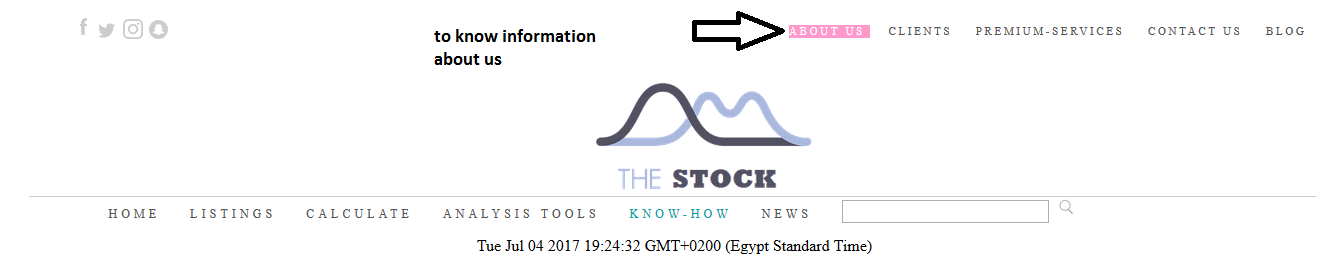 to know information
about us
ABOUT US CLIENTS PREMIUM-SERVICES CONTACT US BLOG
THE STOCK
HOME LISTINGS CALCULATE ANALYSIS TOOLS KNOW-HOW NEWS
Tue Jul 04 2017 19:24:32 GMT+0200 (Egypt Standard Time)